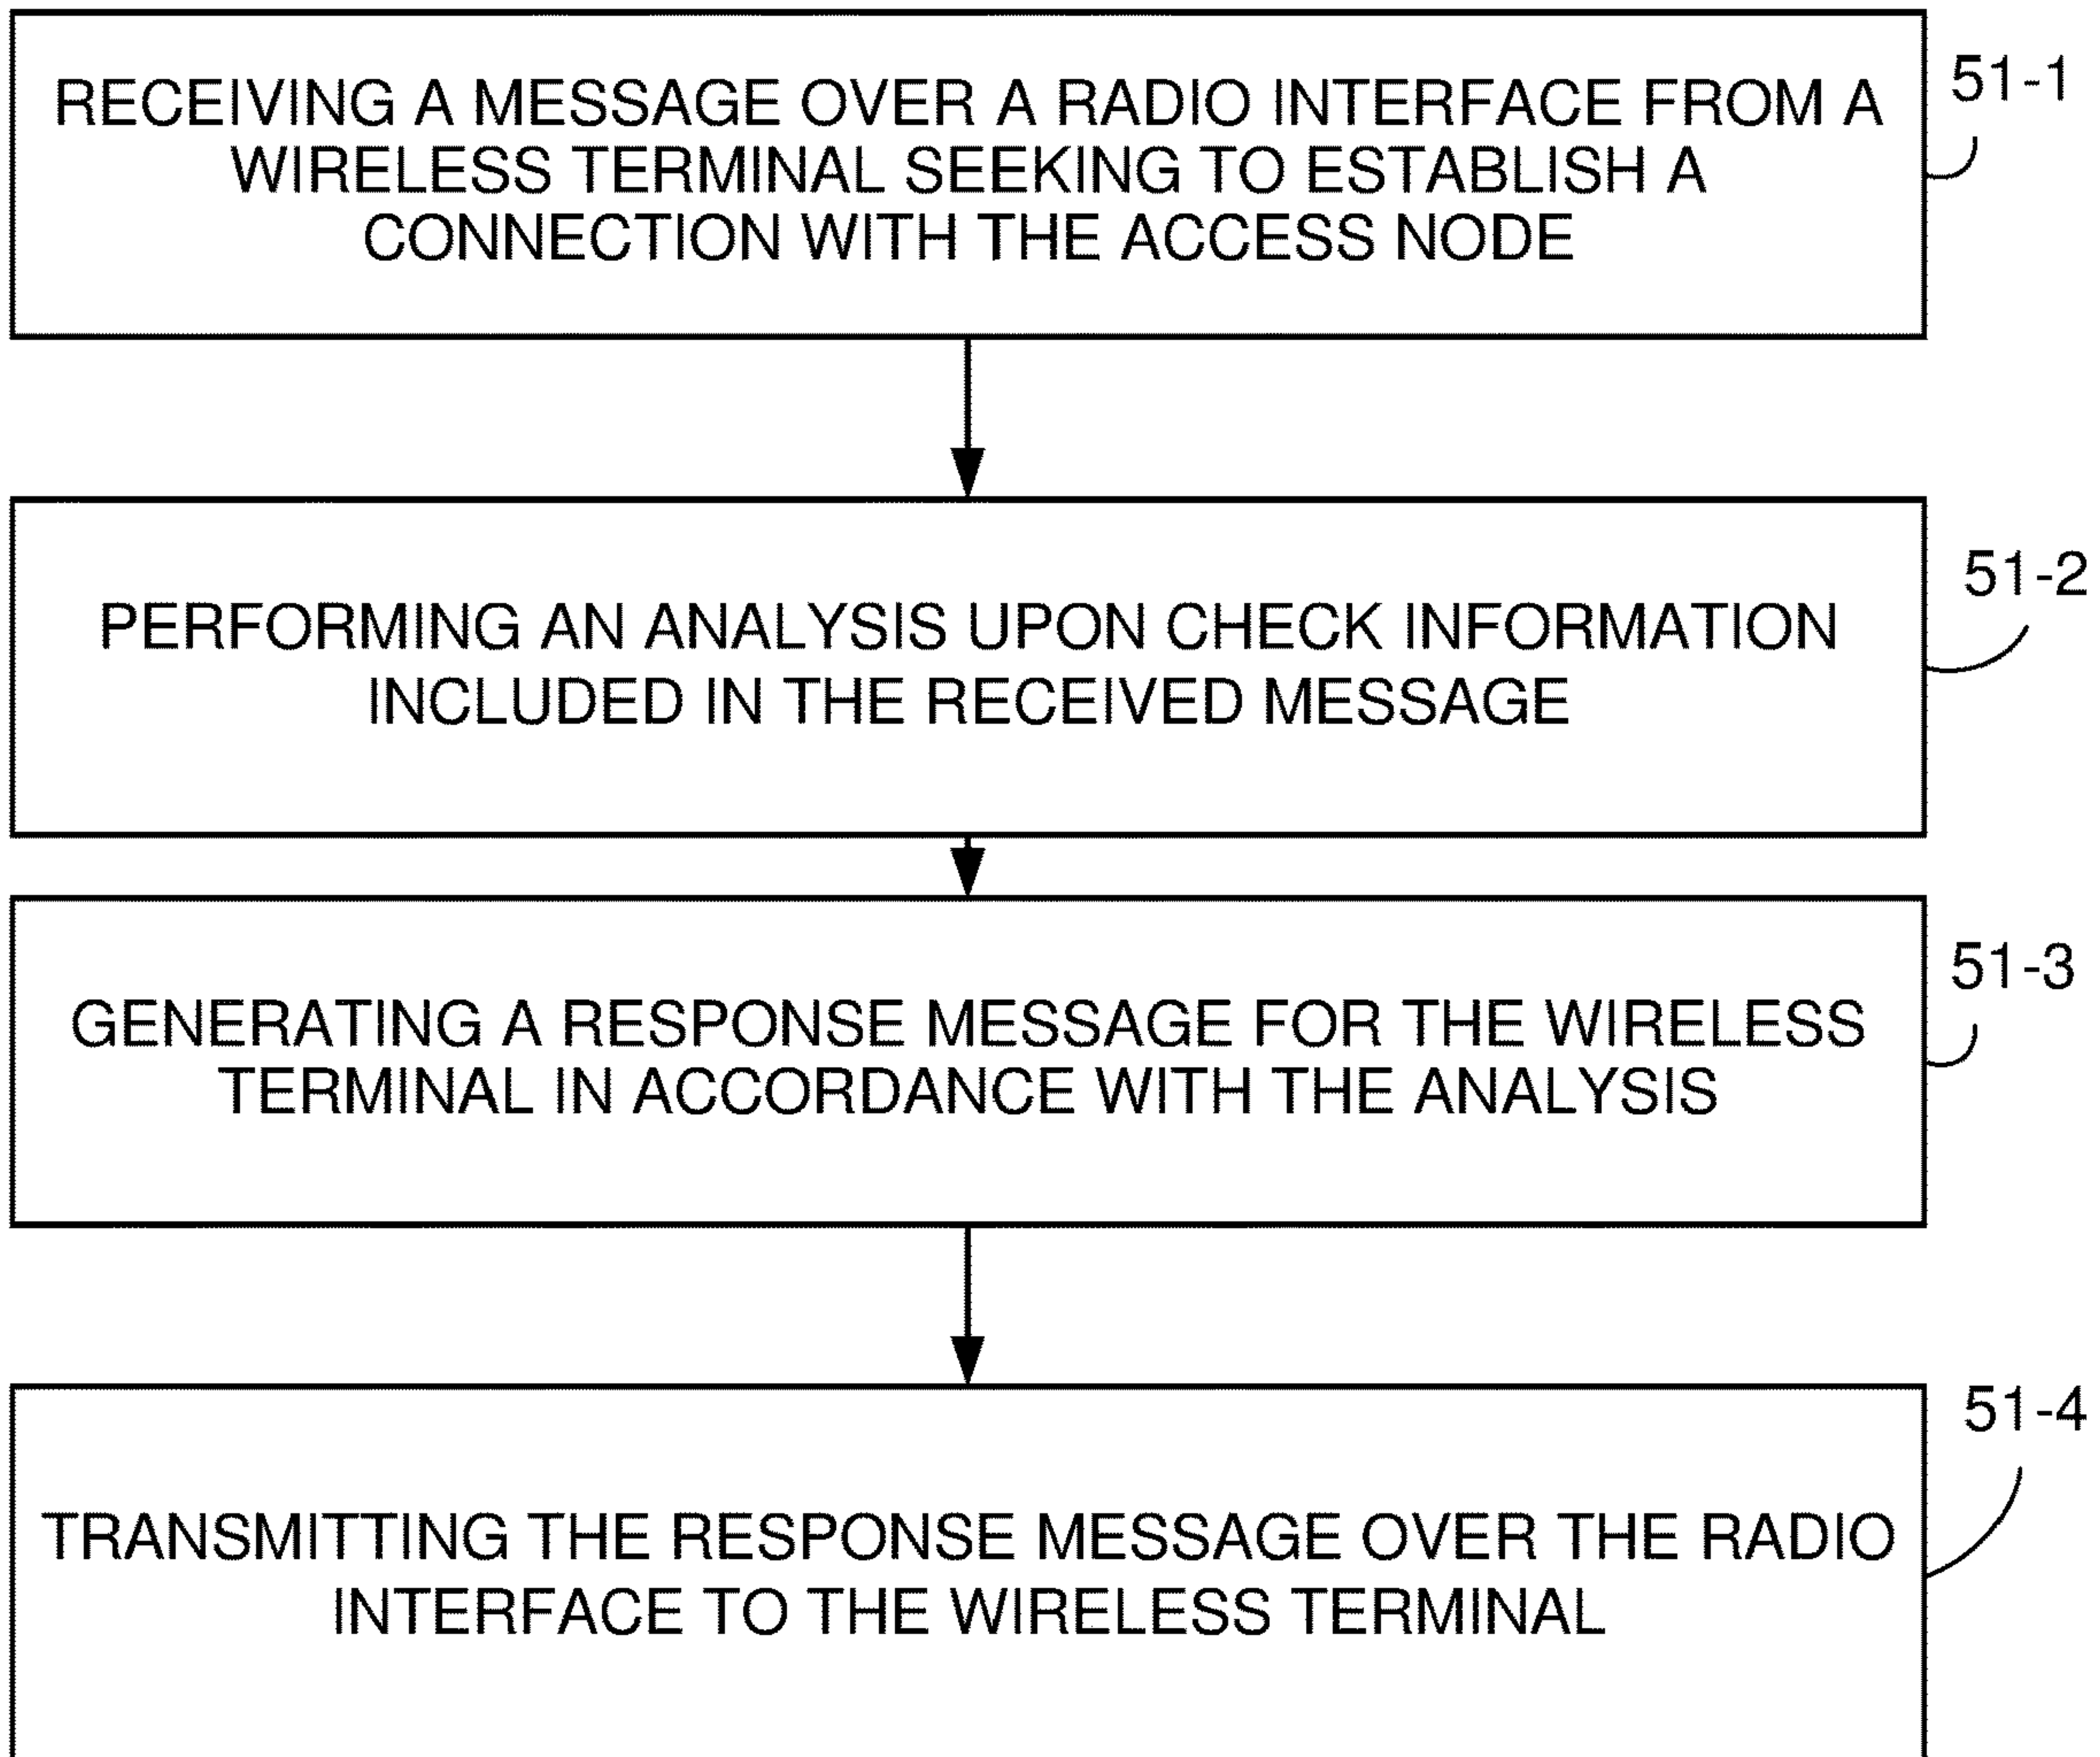 RECEIVING A MESSAGE OVER A RADIO INTERFACE FROM A
WIRELESS TERMINAL SEEKING TO ESTABLISH A
CONNECTION WITH THE ACCESS NODE
51-1
PERFORMING AN ANALYSIS UPON CHECK INFORMATION
INCLUDED IN THE RECEIVED MESSAGE
51-2
GENERATING A RESPONSE MESSAGE FOR THE WIRELESS
TERMINAL IN ACCORDANCE WITH THE ANALYSIS
51-3
TRANSMITTING THE RESPONSE MESSAGE OVER THE RADIO
INTERFACE TO THE WIRELESS TERMINAL
51-4